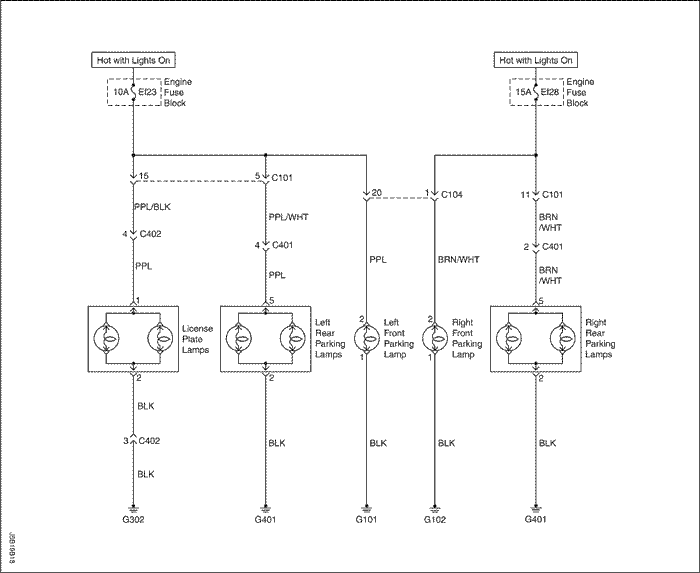 Hot with Lights On
Hot with Lights On
10A Ef23
Engine
Fuse
Block
15A Ef28
Engine
Fuse
Block
15
5 C101
20
1 C104
11 C101
PPL/BLK
PPL/WHT
BRN
/WHT
4 C402
4 C401
2 C401
PPL
PPL
PPL
BRN/WHT
BRN
/WHT
1
5
5
2
2
License
Plate
Lamps
Left
Rear
Parking
Lamps
Left
Front
Parking
Lamp
Right
Front
Parking
Lamp
Right
Rear
Parking
Lamps
1
1
2
2
2
BLK
3 C402
BLK
BLK
BLK
BLK
BLK
G302
G401
G101
G102
G401